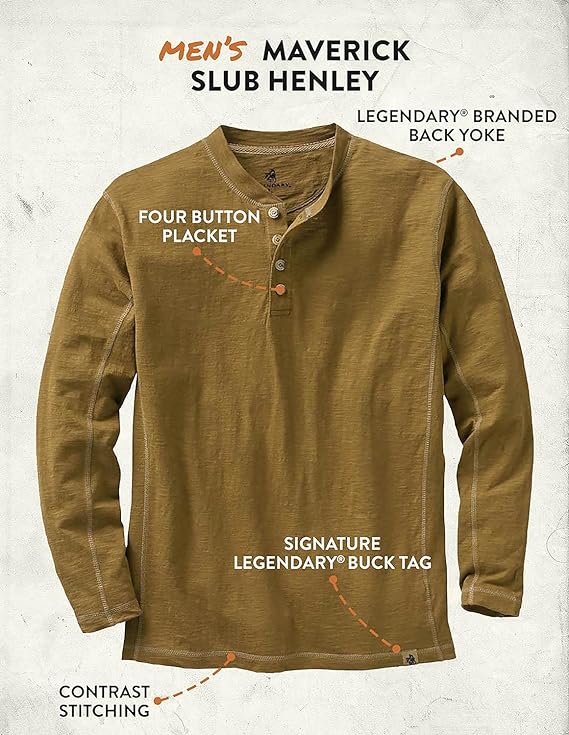 MEN'S MAVERICK
SLUB HENLEY
LEGENDARY® BRANDED
BACK YOKE
FOUR BUTTON
PLACKET
SIGNATURE
LEGENDARY® BUCK TAG
CONTRAST
STITCHING